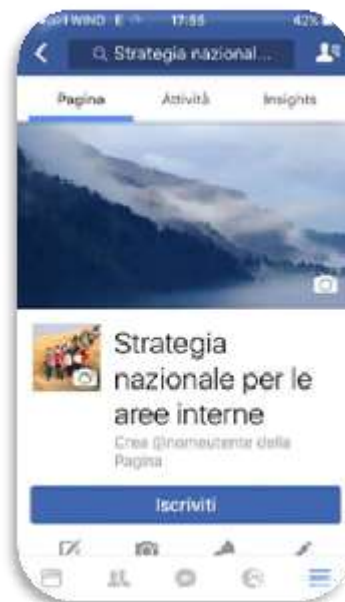 WIND E 17:55 42%
Strategia nazional...
Pagina Attività Insights
Strategia
nazionale per le
aree interne
Crea @nomeutente della
Pagina
Iscriviti